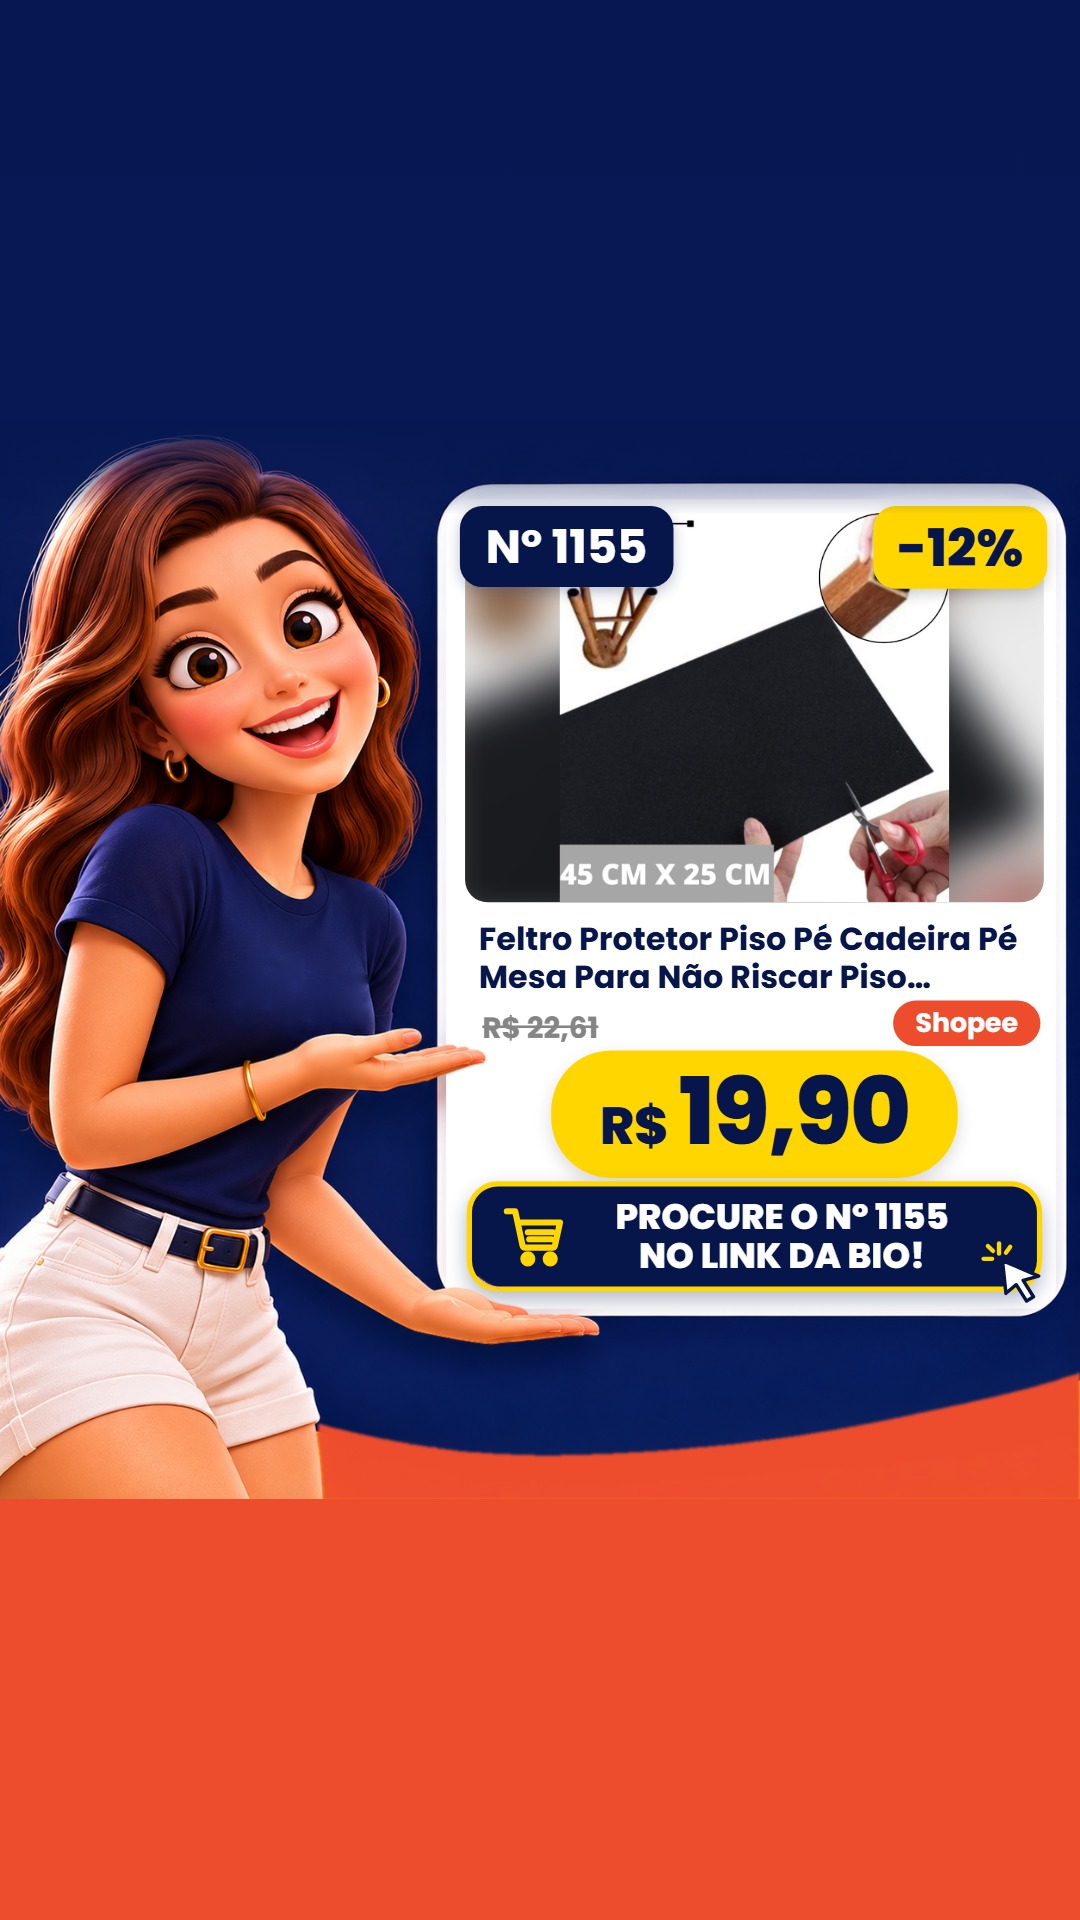 Nº 1155
-12%
45 CM X 25 CM
Feltro Protetor Piso Pé Cadeira Pé
Mesa Para Não Riscar Piso...
R$ 22,61
Shopee
R$ 19,90
PROCURE O Nº 1155
NO LINK DA BIO!